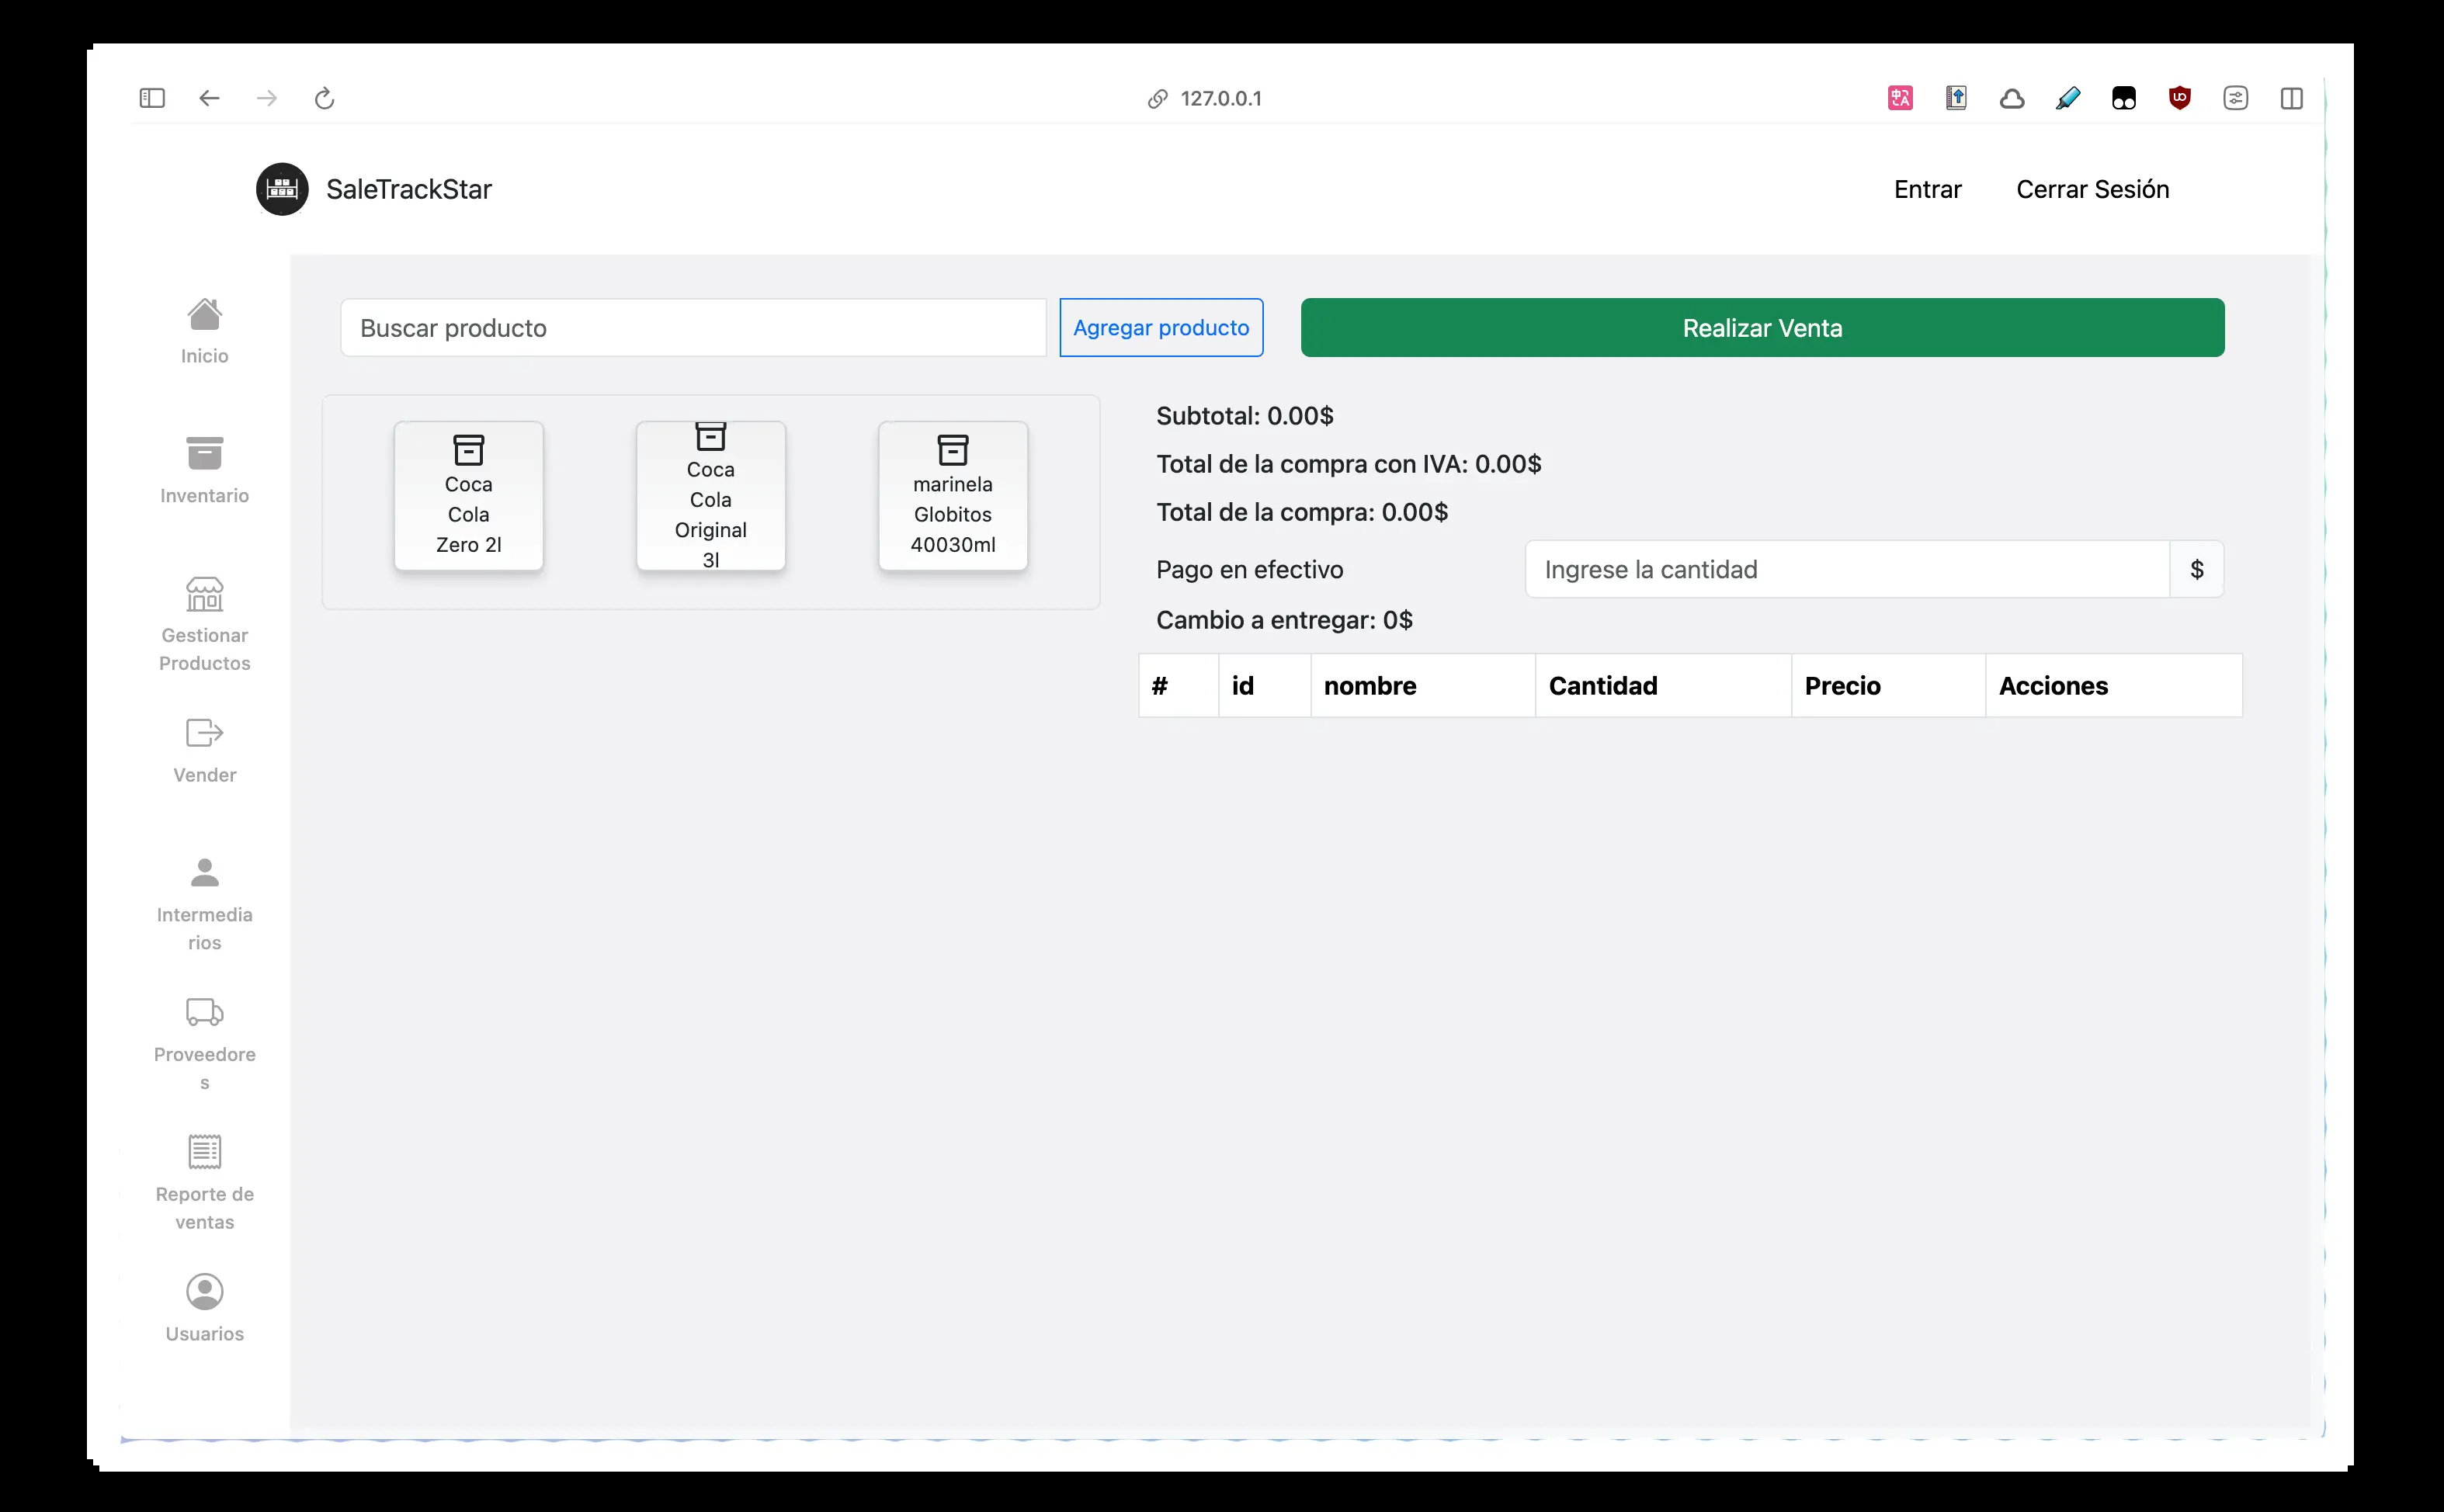 127.0.0.1
SaleTrackStar
Entrar
Cerrar Sesión
Inicio
Inventario
Gestionar
Productos
Vender
Intermedia
rios
Proveedore
s
Reporte de
ventas
Usuarios
Buscar producto
Agregar producto
Realizar Venta
Coca
Cola
Zero 2l
Coca
Cola
Original
3l
marinela
Globitos
40030ml
Subtotal: 0.00$
Total de la compra con IVA: 0.00$
Total de la compra: 0.00$
Pago en efectivo
Ingrese la cantidad
$
Cambio a entregar: 0$
# id nombre Cantidad Precio Acciones